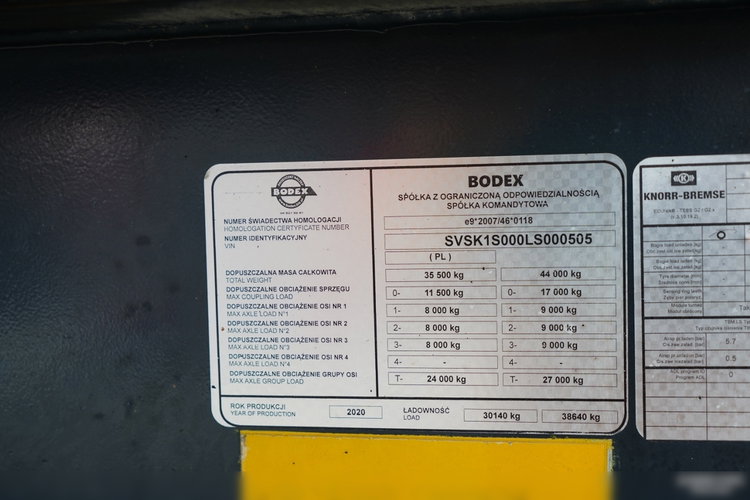 BODEX
NUMER ŚWIADECTWA HOMOLOGACJI
HOMOLOGATION CERTIFICATE NUMBER
NUMER IDENTYFIKACYJNY
VIN
DOPUSZCZALNA MASA CAŁKOWITA
TOTAL WEIGHT
DOPUSZCZALNE OBCIĄŻENIE SPRZĘGU
MAX COUPLING LOAD
DOPUSZCZALNE OBCIĄŻENIE OSI NR 1
MAX AXLE LOAD N°1
DOPUSZCZALNE OBCIĄŻENIE OSI NR 2
MAX AXLE LOAD N°2
DOPUSZCZALNE OBCIĄŻENIE OSI NR 3
MAX AXLE LOAD N°3
DOPUSZCZALNE OBCIĄŻENIE OSI NR 4
MAX AXLE LOAD N°4
DOPUSZCZALNE OBCIĄŻENIE GRUPY OSI
MAX AXLE GROUP LOAD
BODEX
SPÓŁKA Z OGRANICZONĄ ODPOWIEDZIALNOŚCIĄ
SPÓŁKA KOMANDYTOWA
e9*2007/46*0118
SVSK1S000LS000505
( PL )
35 500 kg 44 000 kg
0- 11 500 kg 0- 17 000 kg
1- 8 000 kg 1- 9 000 kg
2- 8 000 kg 2- 9 000 kg
3- 8 000 kg 3- 9 000 kg
4- - 4- -
T- 24 000 kg T- 27 000 kg
ROK PRODUKCJI
YEAR OF PRODUCTION
2020
ŁADOWNOŚĆ
LOAD
30140 kg 38640 kg
KNORR-BREMSE
5.7
0.5
0